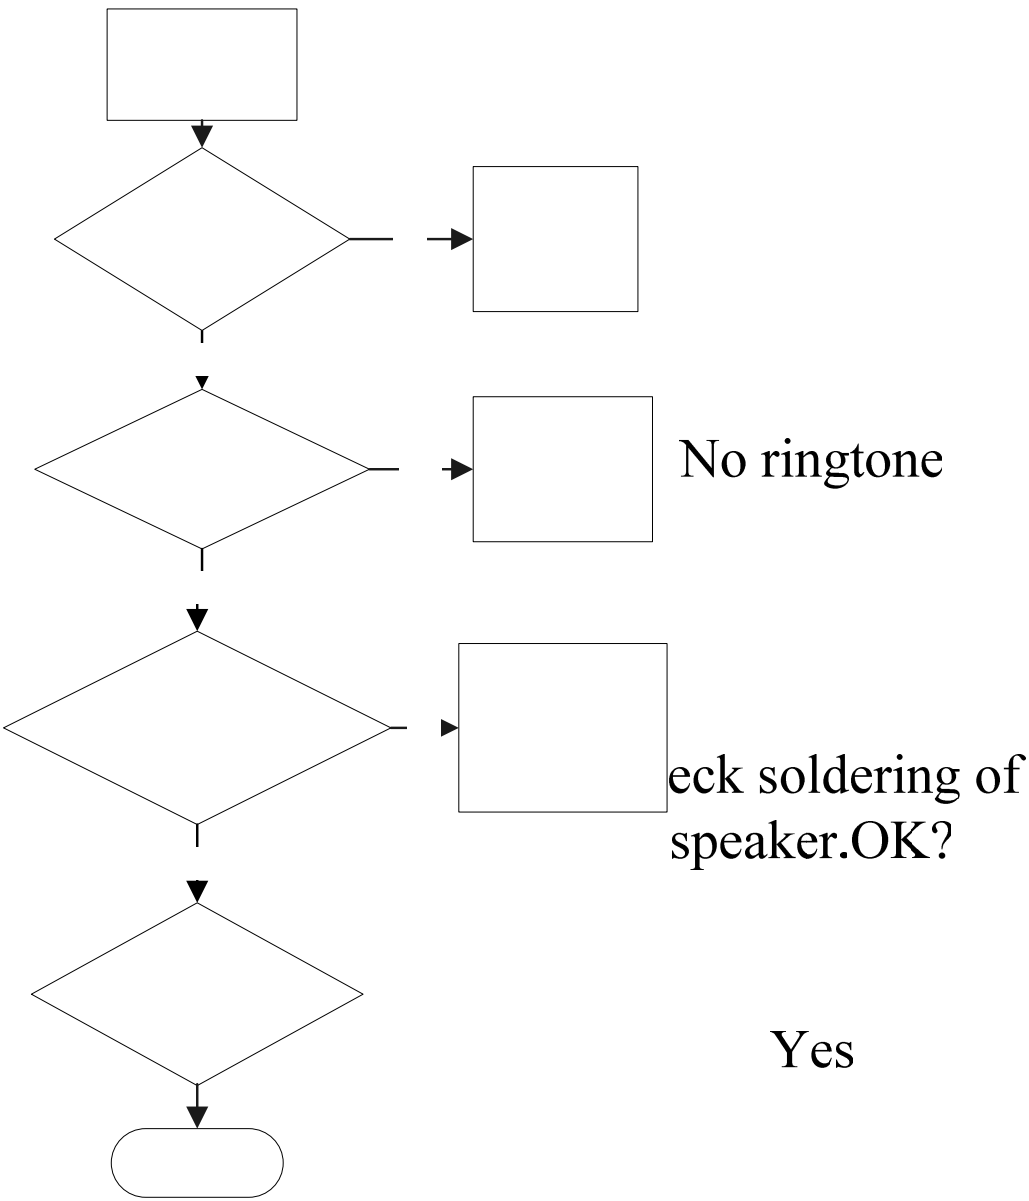 No ringtone
eck soldering of
speaker.OK?
Yes